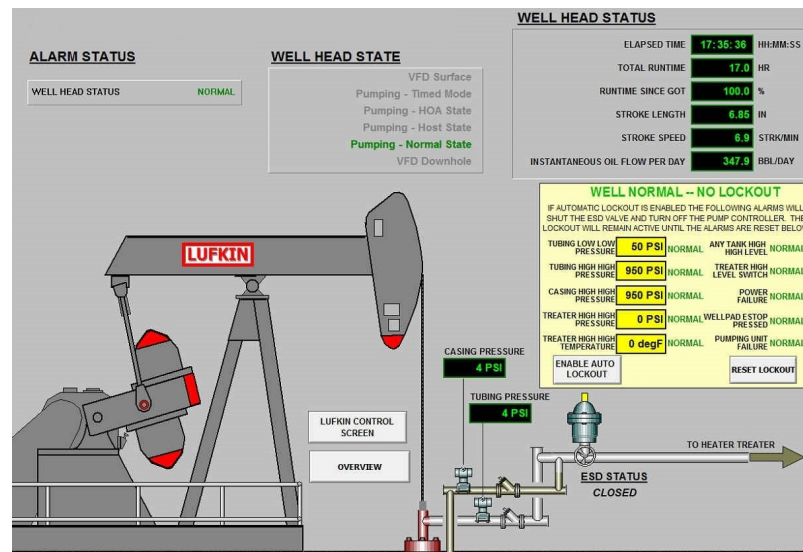 WELL HEAD STATUS
ALARM STATUS
WELL HEAD STATUS NORMAL
WELL HEAD STATE
VFD Surface
Pumping - Timed Mode
Pumping - HOA State
Pumping - Host State
Pumping - Normal State
VFD Downhole
ELAPSED TIME 17:35:36 HH:MM:SS
TOTAL RUNTIME 17.0 HR
RUNTIME SINCE GOT 100.0 %
STROKE LENGTH 6.85 IN
STROKE SPEED 6.9 STRK/MIN
INSTANTANEOUS OIL FLOW PER DAY 347.9 BBL/DAY
WELL NORMAL -- NO LOCKOUT
IF AUTOMATIC LOCKOUT IS ENABLED THE FOLLOWING ALARMS WILL
SHUT THE ESD VALVE AND TURN OFF THE PUMP CONTROLLER. THE
LOCKOUT WILL REMAIN ACTIVE UNTIL THE ALARMS ARE RESET BELOW
TUBING LOW LOW
PRESSURE 50 PSI NORMAL
ANY TANK HIGH
HIGH LEVEL NORMAL
TUBING HIGH HIGH
PRESSURE 950 PSI NORMAL
TREATER HIGH
LEVEL SWITCH NORMAL
CASING HIGH HIGH
PRESSURE 950 PSI NORMAL
POWER
FAILURE NORMAL
TREATER HIGH HIGH
PRESSURE 0 PSI NORMAL
WELLPAD ESTOP
PRESSED NORMAL
TREATER HIGH HIGH
TEMPERATURE 0 degF NORMAL
PUMPING UNIT
FAILURE NORMAL
ENABLE AUTO
LOCKOUT
RESET LOCKOUT
LUFKIN
CASING PRESSURE
4 PSI
TUBING PRESSURE
4 PSI
LUFKIN CONTROL
SCREEN
OVERVIEW
TO HEATER TREATER
ESD STATUS
CLOSED